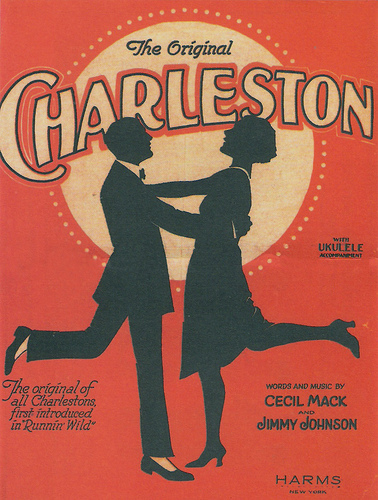 The Original
CHARLESTON
WITH
UKULELE
ACCOMPANIMENT
The original of
all Charlestons,
first introduced
in "Runnin' Wild"
WORDS AND MUSIC BY
CECIL MACK
AND
JIMMY JOHNSON
HARMS
NEW YORK